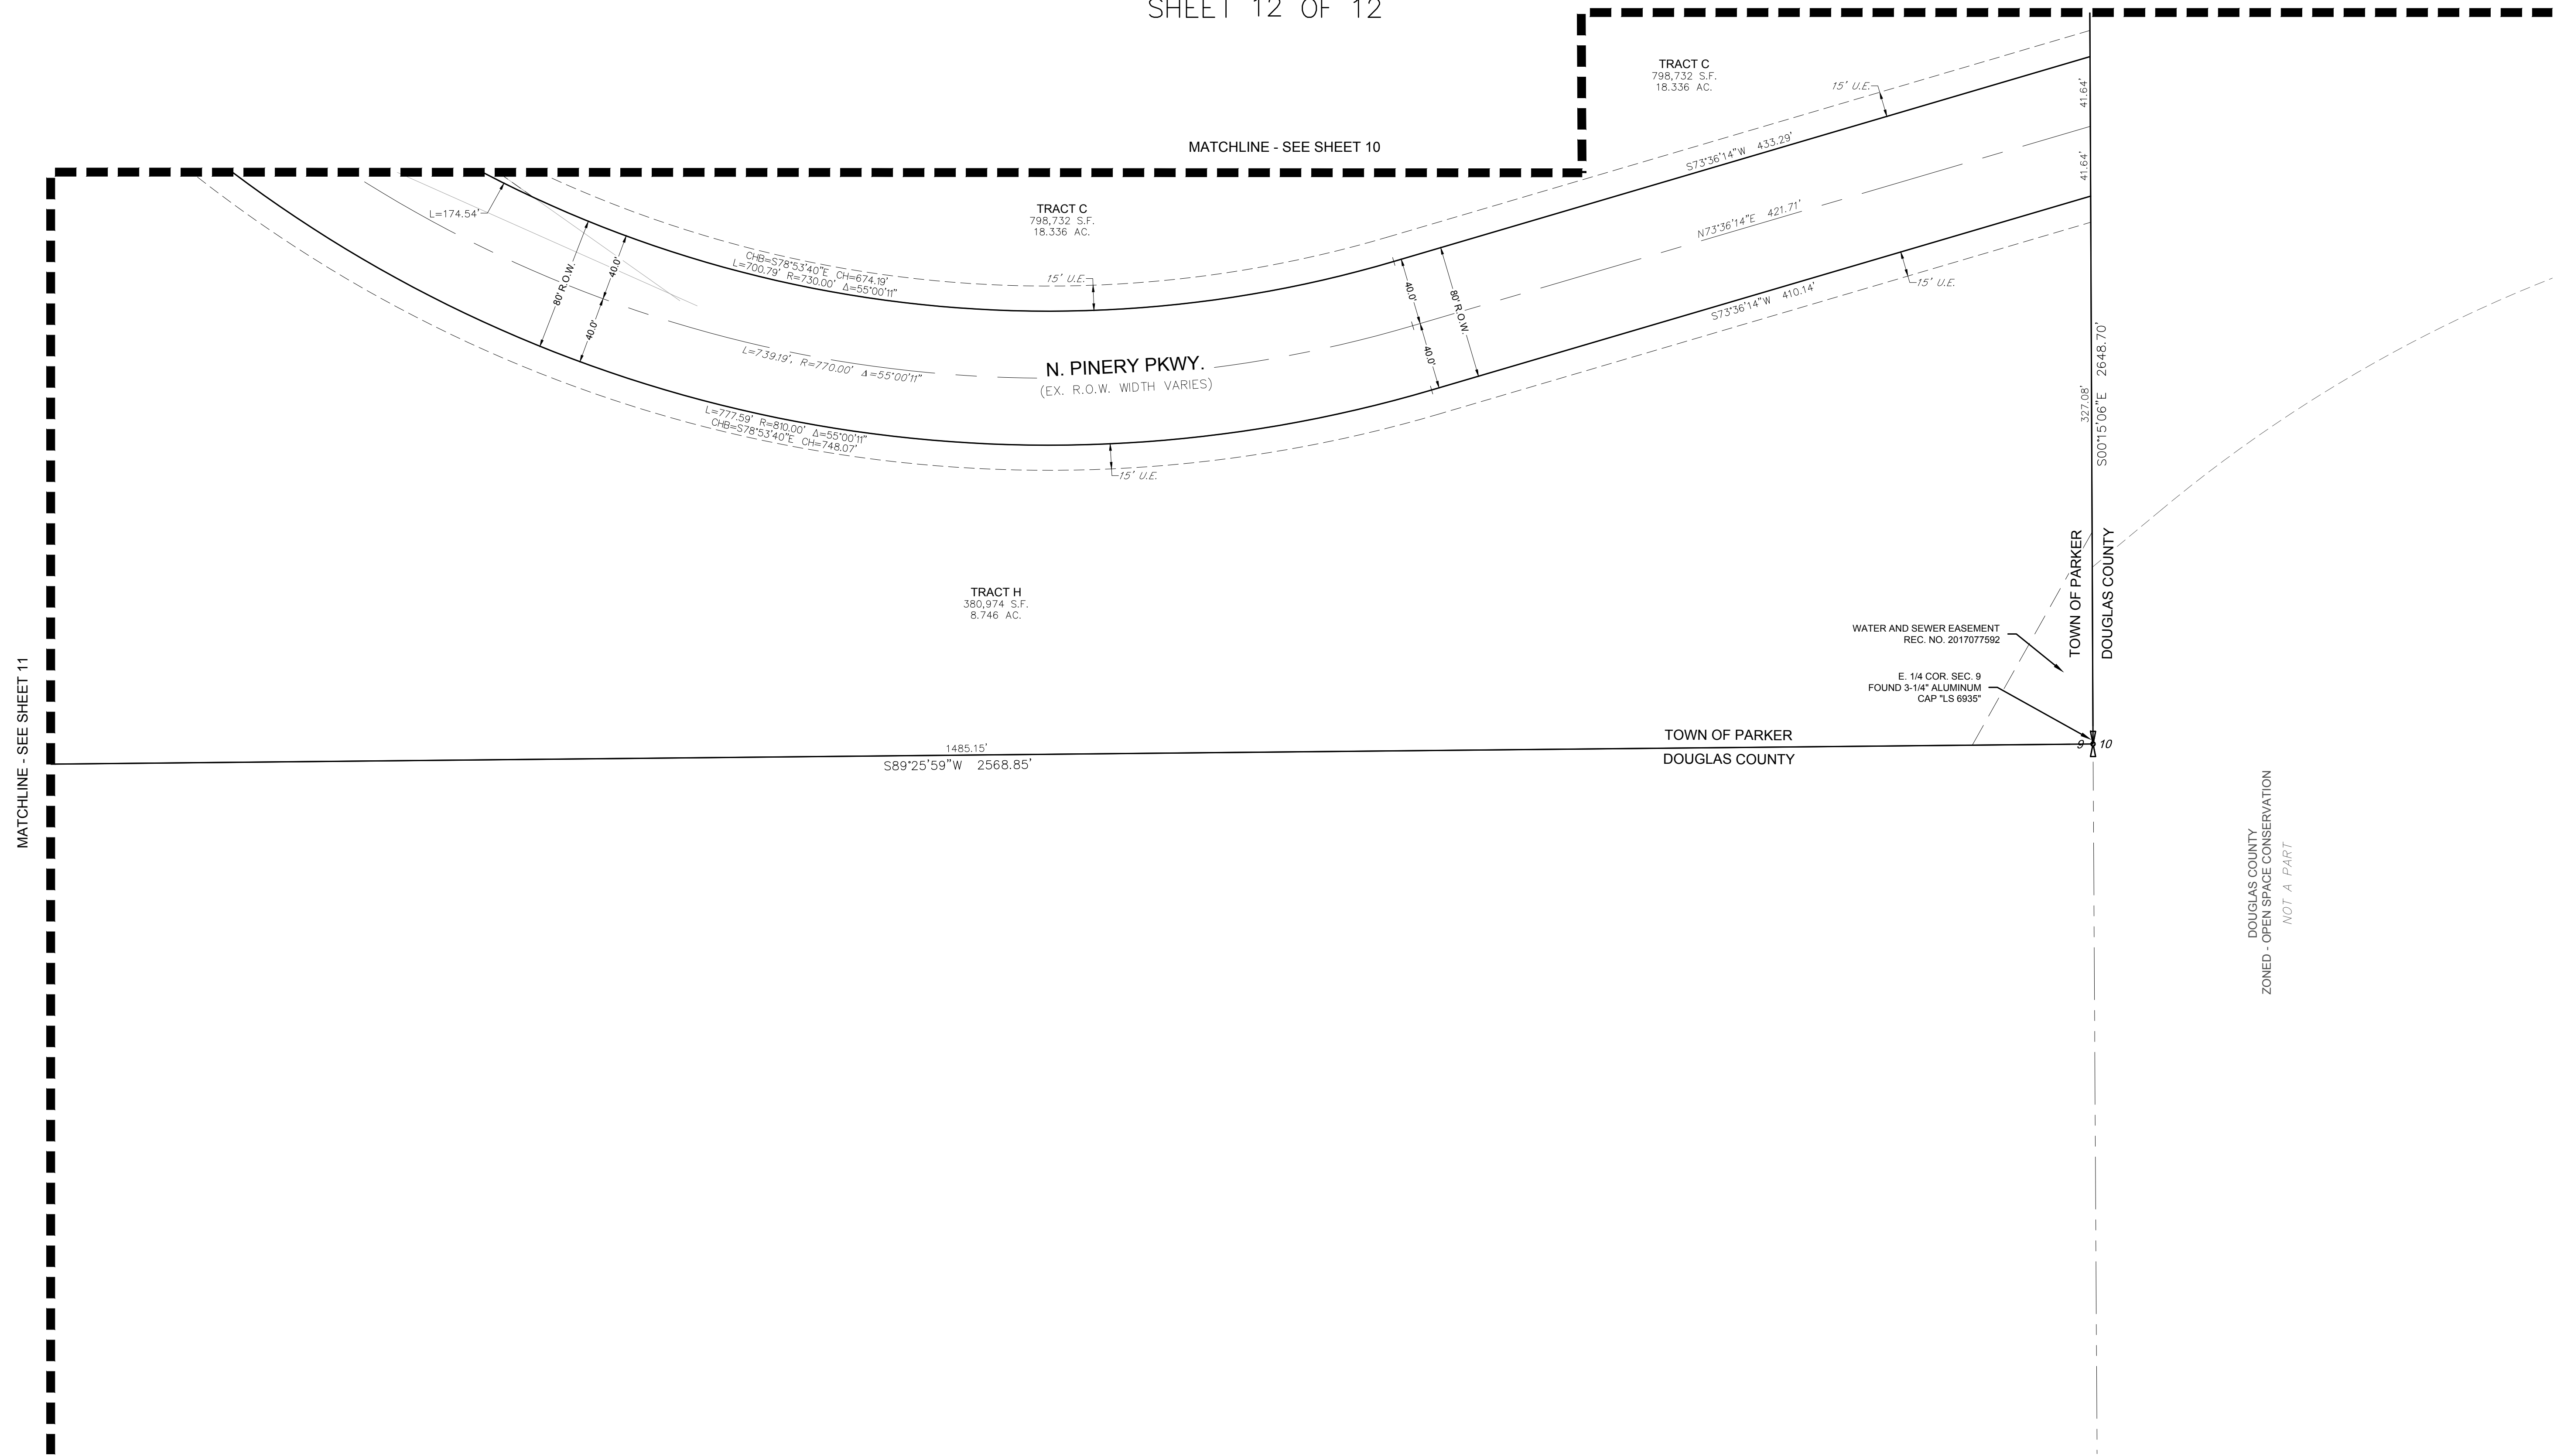 SHEET 12 OF 12
TRACT C
798,732 S.F.
18.336 AC.
15' U.E.
41.64'
MATCHLINE - SEE SHEET 10
S73°36'14"W 433.29'
41.64'
L=174.54'
TRACT C
798,732 S.F.
18.336 AC.
N73°36'14"E 421.71'
80' R.O.W.
40.0'
40.0'
CHB=S78°53'40"E CH=674.19'
L=700.79' R=730.00' Δ=55°00'11"
15' U.E.
40.0'
80' R.O.W.
40.0'
S73°36'14"W 410.14'
15' U.E.
L=739.19', R=770.00' Δ=55°00'11"
N. PINERY PKWY.
(EX. R.O.W. WIDTH VARIES)
327.08'
S00°15'06"E 2648.70'
L=777.59' R=810.00' Δ=55°00'11"
CHB=S78°53'40"E CH=748.07'
15' U.E.
TOWN OF PARKER
DOUGLAS COUNTY
TRACT H
380,974 S.F.
8.746 AC.
WATER AND SEWER EASEMENT
REC. NO. 2017077592
E. 1/4 COR. SEC. 9
FOUND 3-1/4" ALUMINUM
CAP "LS 6935"
MATCHLINE - SEE SHEET 11
1485.15'
S89°25'59"W 2568.85'
TOWN OF PARKER
DOUGLAS COUNTY
9 10
DOUGLAS COUNTY
ZONED - OPEN SPACE CONSERVATION
NOT A PART